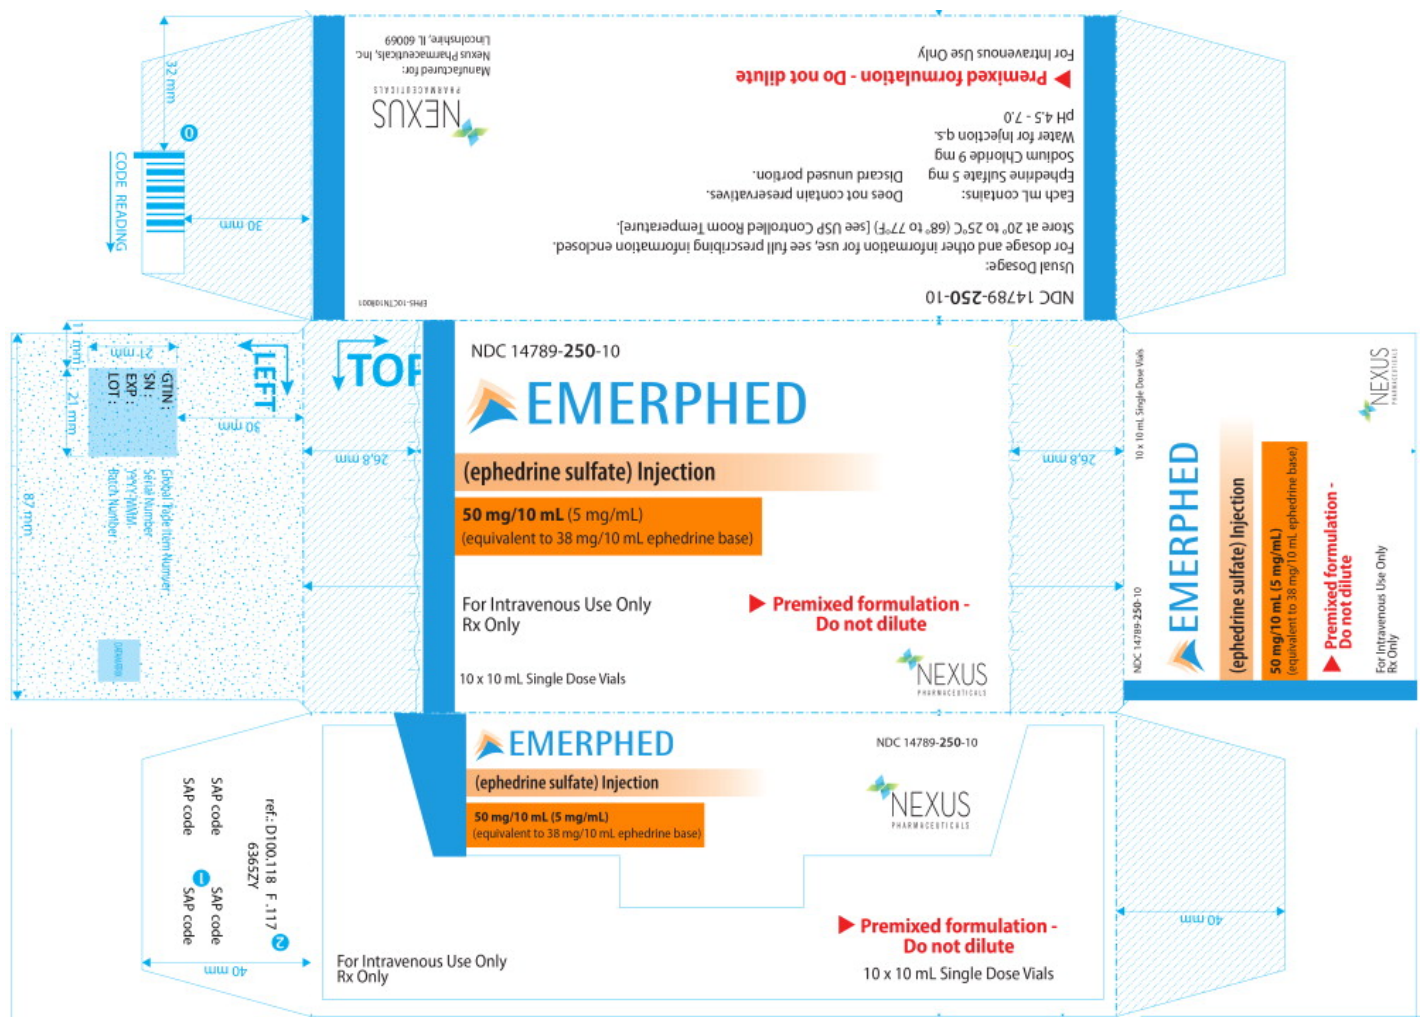 Manufactured for:
Nexus Pharmaceuticals, Inc.
Lincolnshire, IL 60069
NEXUS
PHARMACEUTICALS
EPHS-10CTN10R001
NDC 14789-250-10
Usual Dosage:
For dosage and other information for use, see full prescribing information enclosed.
Store at 20° to 25°C (68° to 77°F) [see USP Controlled Room Temperature].
Each mL contains:
Ephedrine Sulfate 5 mg
Sodium Chloride 9 mg
Water for Injection q.s.
pH 4.5 - 7.0
Does not contain preservatives.
Discard unused portion.
Premixed formulation - Do not dilute
For Intravenous Use Only
32 mm
0
CODE READING
30 mm
11 mm
21 mm
21 mm
30 mm
87 mm
LEFT
GTIN :
SN :
EXP :
LOT :
Global Trade Item Numver
Serial Number
YYYY-MMM
Batch Number
DATAMATRIX
TOP
26,8 mm
NDC 14789-250-10
EMERPHED
(ephedrine sulfate) Injection
50 mg/10 mL (5 mg/mL)
(equivalent to 38 mg/10 mL ephedrine base)
For Intravenous Use Only
Rx Only
Premixed formulation -
Do not dilute
10 x 10 mL Single Dose Vials
NEXUS
PHARMACEUTICALS
26,8 mm
NDC 14789-250-10
10 x 10 mL Single Dose Vials
EMERPHED
(ephedrine sulfate) Injection
50 mg/10 mL (5 mg/mL)
(equivalent to 38 mg/10 mL ephedrine base)
Premixed formulation -
Do not dilute
For Intravenous Use Only
Rx Only
NEXUS
PHARMACEUTICALS
EMERPHED
NDC 14789-250-10
(ephedrine sulfate) Injection
50 mg/10 mL (5 mg/mL)
(equivalent to 38 mg/10 mL ephedrine base)
NEXUS
PHARMACEUTICALS
For Intravenous Use Only
Rx Only
Premixed formulation -
Do not dilute
10 x 10 mL Single Dose Vials
ref.: D100.118 F .117
6365ZY
2
SAP code SAP code
1
SAP code SAP code
40 mm
40 mm